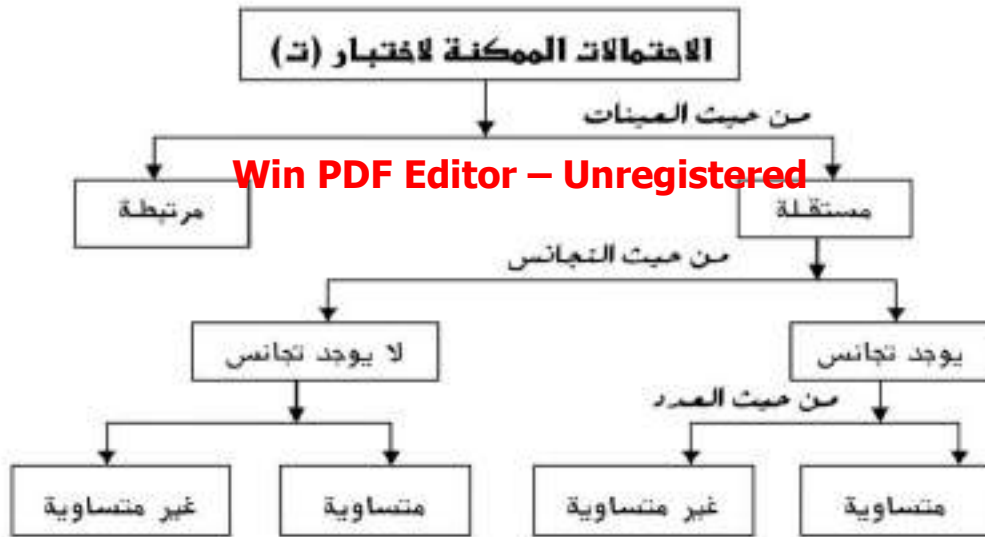 الاحتمالات الممكنة لاختبار (ت)
من حيث العينات
Win PDF Editor – Unregistered
مستقلة
مرتبطة
من حيث التجانس
يوجد تجانس
لا يوجد تجانس
من حيث العدد
متساوية
غير متساوية
متساوية
غير متساوية